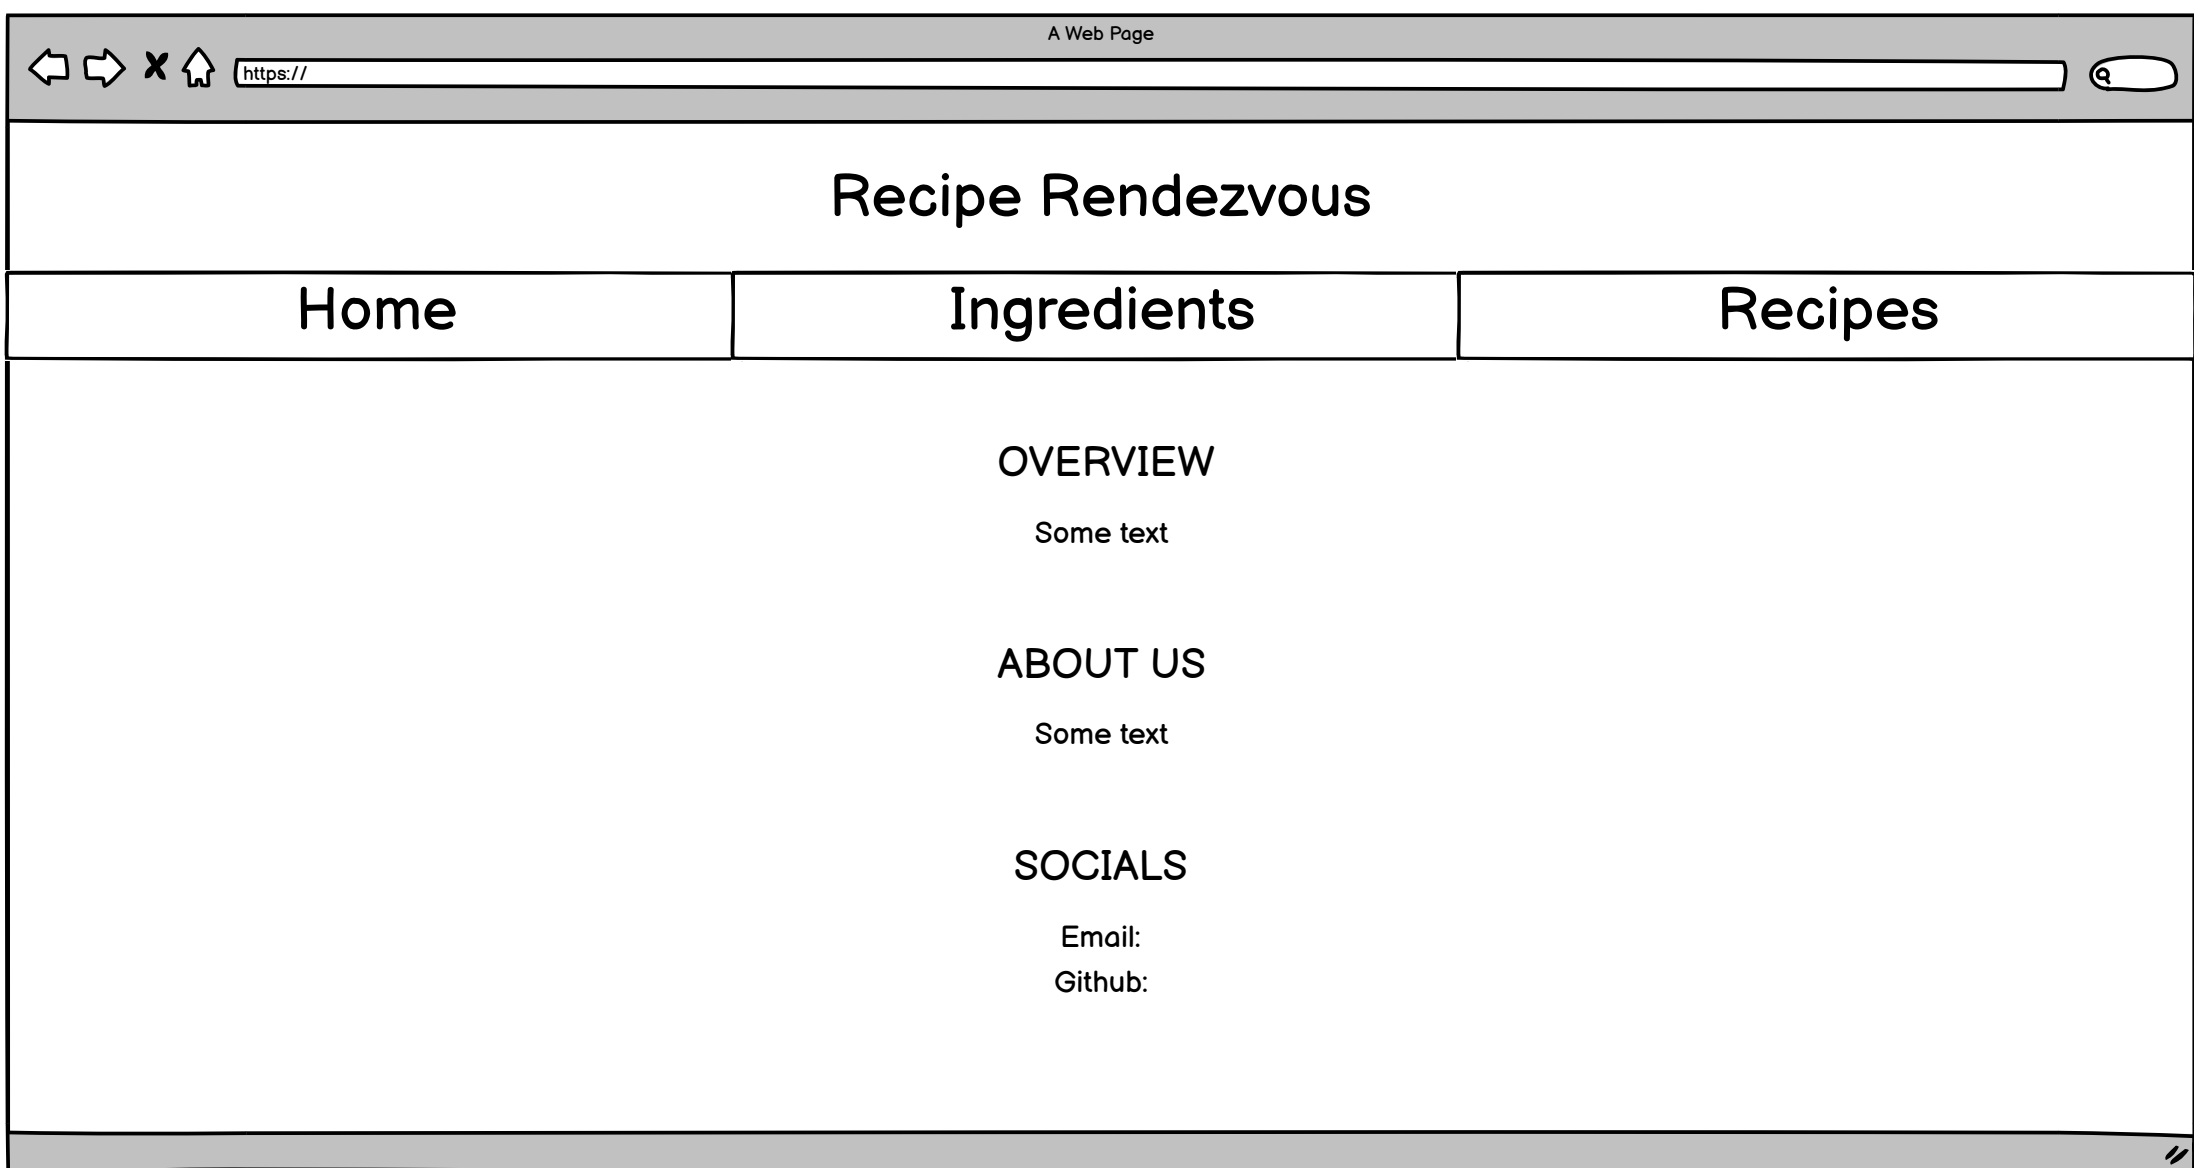 A Web Page
https://
Recipe Rendezvous
Home Ingredients Recipes
OVERVIEW
Some text
ABOUT US
Some text
SOCIALS
Email:
Github: